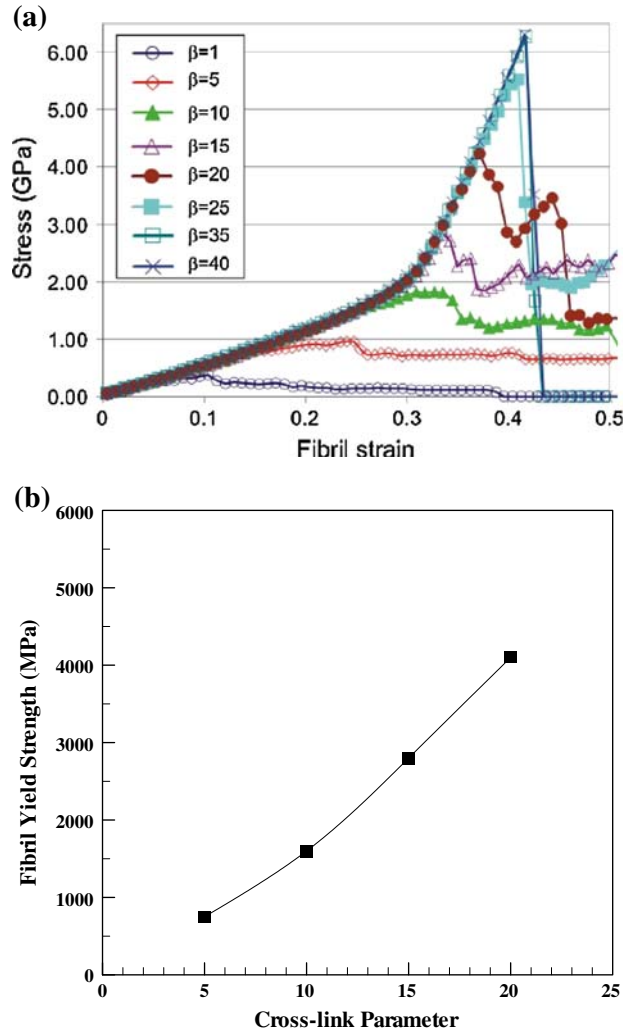 (a)
6.00
5.00
4.00
3.00
2.00
1.00
0.00
Stress (GPa)
β=1
β=5
β=10
β=15
β=20
β=25
β=35
β=40
0 0.1 0.2 0.3 0.4 0.5
Fibril strain
(b)
6000
5000
4000
3000
2000
1000
0
Fibril Yield Strength (MPa)
0 5 10 15 20 25
Cross-link Parameter